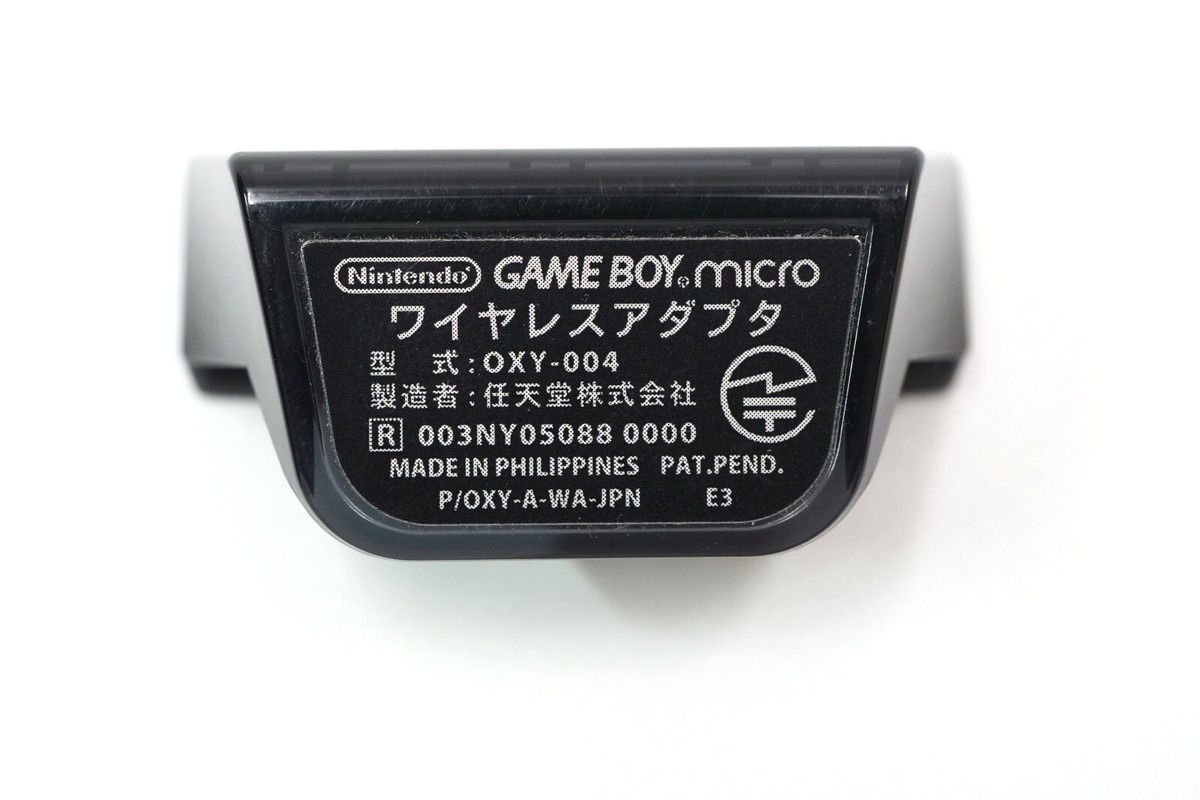 Nintendo GAME BOY® micro
ワイヤレスアダプタ
型 式:OXY-004
製造者:任天堂株式会社
R 003NY05088 0000
MADE IN PHILIPPINES PAT.PEND.
P/OXY-A-WA-JPN E3